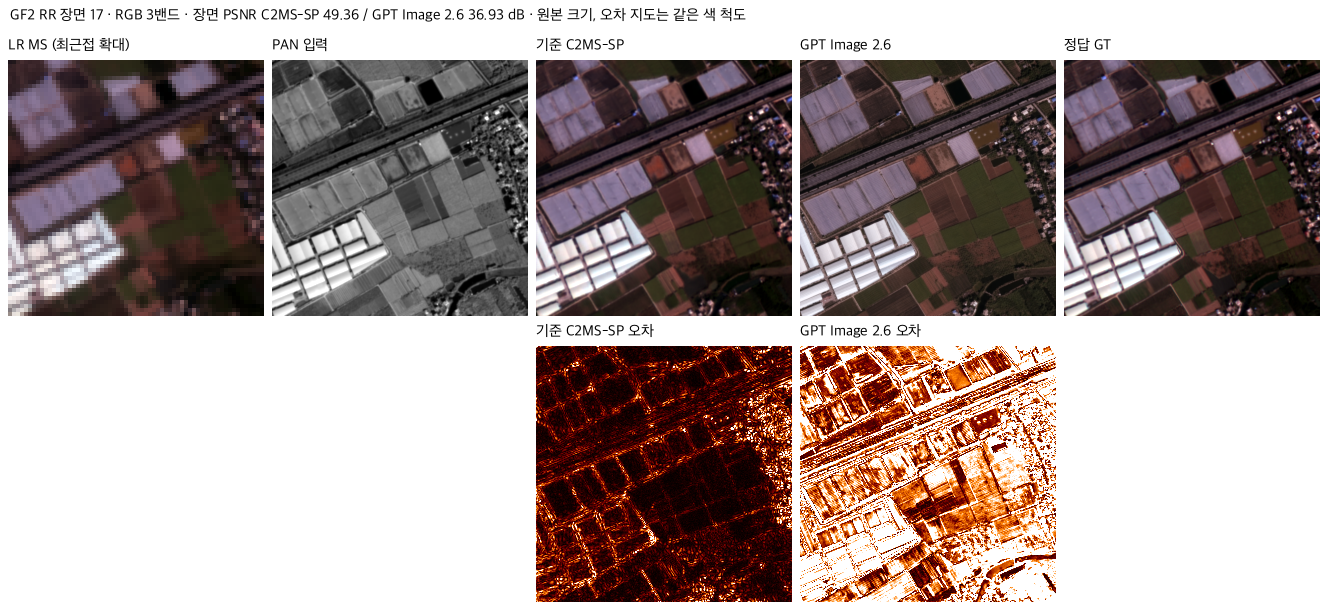 GF2 RR 장면 17 · RGB 3밴드 · 장면 PSNR C2MS-SP 49.36 / GPT Image 2.6 36.93 dB · 원본 크기, 오차 지도는 같은 색 척도
LR MS (최근접 확대)
PAN 입력
기준 C2MS-SP
GPT Image 2.6
정답 GT
기준 C2MS-SP 오차
GPT Image 2.6 오차